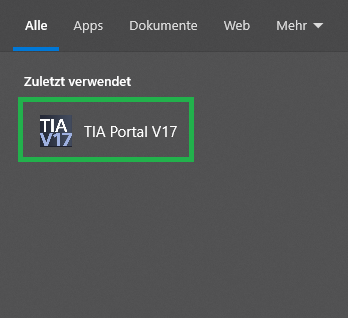 Alle Apps Dokumente Web Mehr
Zuletzt verwendet
TIA
V17
TIA Portal V17